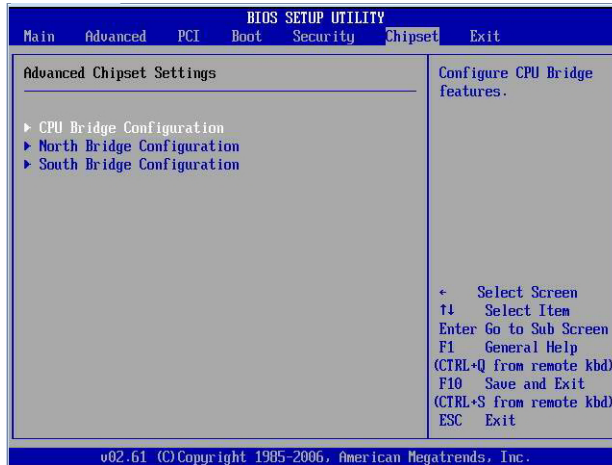 BIOS SETUP UTILITY
Main Advanced PCI Boot Security Chipset Exit
Advanced Chipset Settings
▶ CPU Bridge Configuration
▶ North Bridge Configuration
▶ South Bridge Configuration
Configure CPU Bridge
features.
← Select Screen
↑↓ Select Item
Enter Go to Sub Screen
F1 General Help
(CTRL+Q from remote kbd)
F10 Save and Exit
(CTRL+S from remote kbd)
ESC Exit
v02.61 (C)Copyright 1985-2006, American Megatrends, Inc.